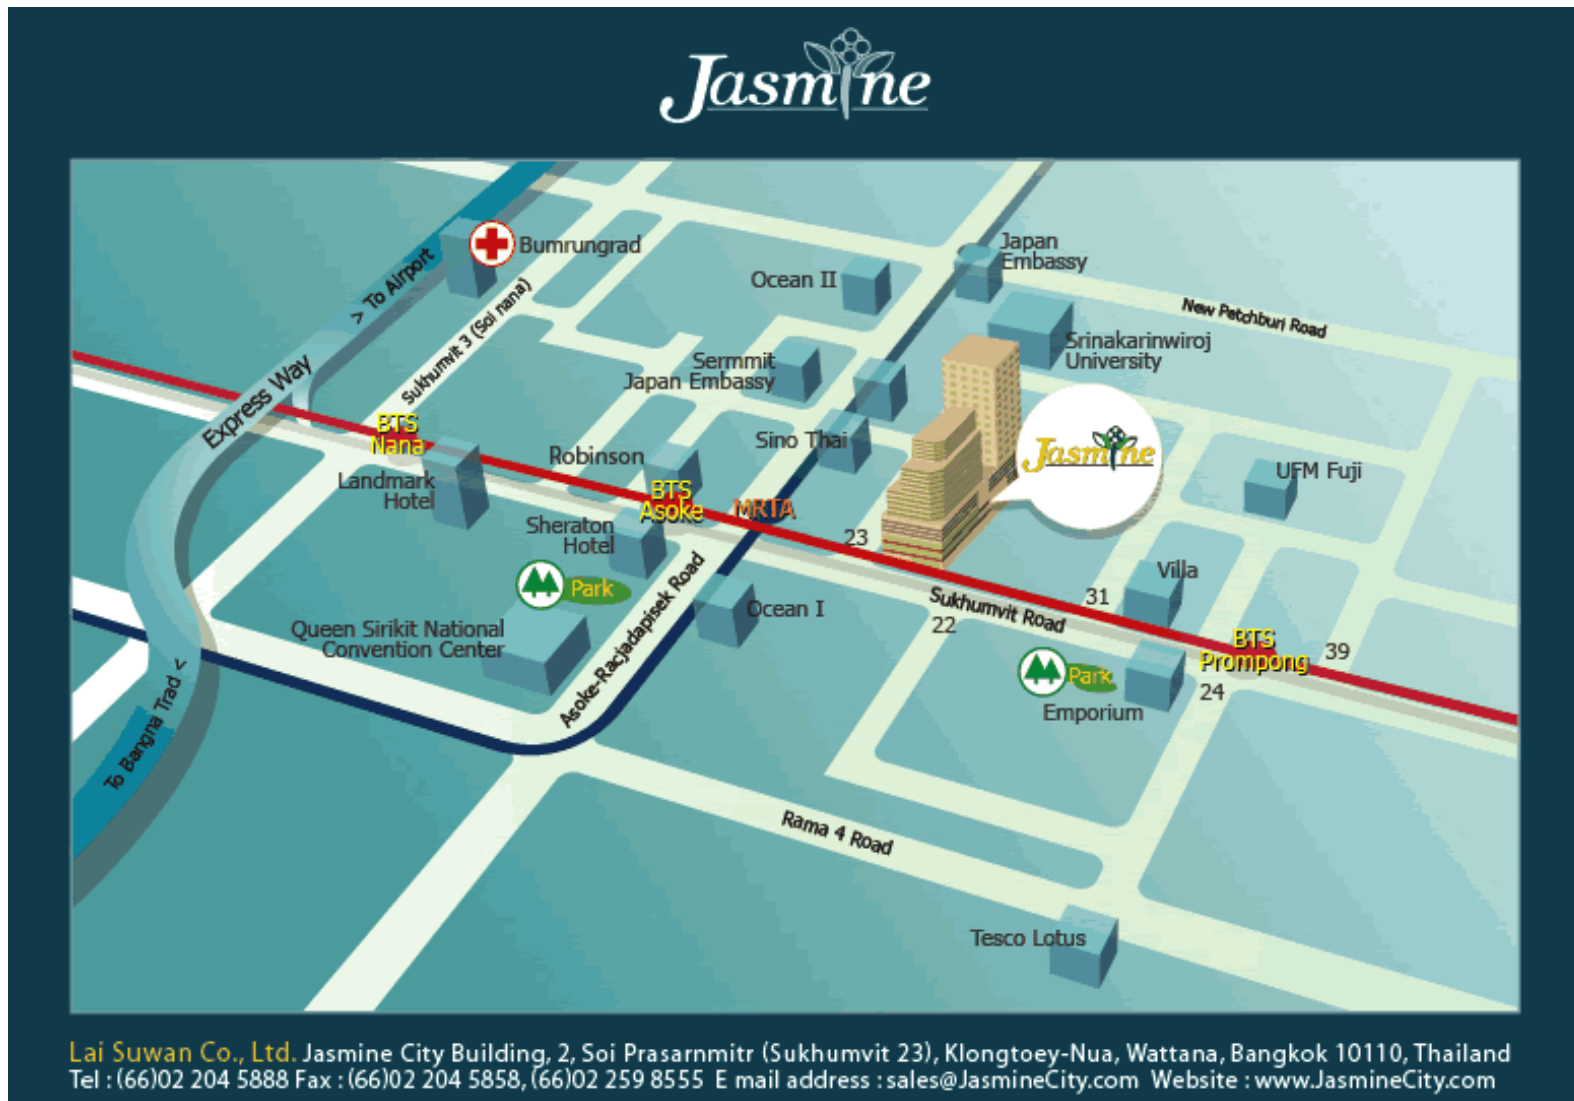 Jasmine
Bumrungrad
Japan
Embassy
> To Airport
Ocean II
Sukhumvit 3 (Soi nana)
New Petchburi Road
Srinakarinwiroj
University
Sermmit
Japan Embassy
Express Way
BTS
Nana
Sino Thai
Jasmine
Robinson
UFM Fuji
Landmark
Hotel
BTS
Asoke
MRTA
Sheraton
Hotel
23
Park
Villa
Asoke-Racjadapisek Road
Ocean I
Sukhumvit Road
31
22
Queen Sirikit National
Convention Center
BTS
Prompong
39
Park
24
Emporium
To Bangna Trad <
Rama 4 Road
Tesco Lotus
Lai Suwan Co., Ltd. Jasmine City Building, 2, Soi Prasarnmitr (Sukhumvit 23), Klongtoey-Nua, Wattana, Bangkok 10110, Thailand
Tel : (66)02 204 5888 Fax : (66)02 204 5858, (66)02 259 8555 E mail address : sales@JasmineCity.com Website : www.JasmineCity.com